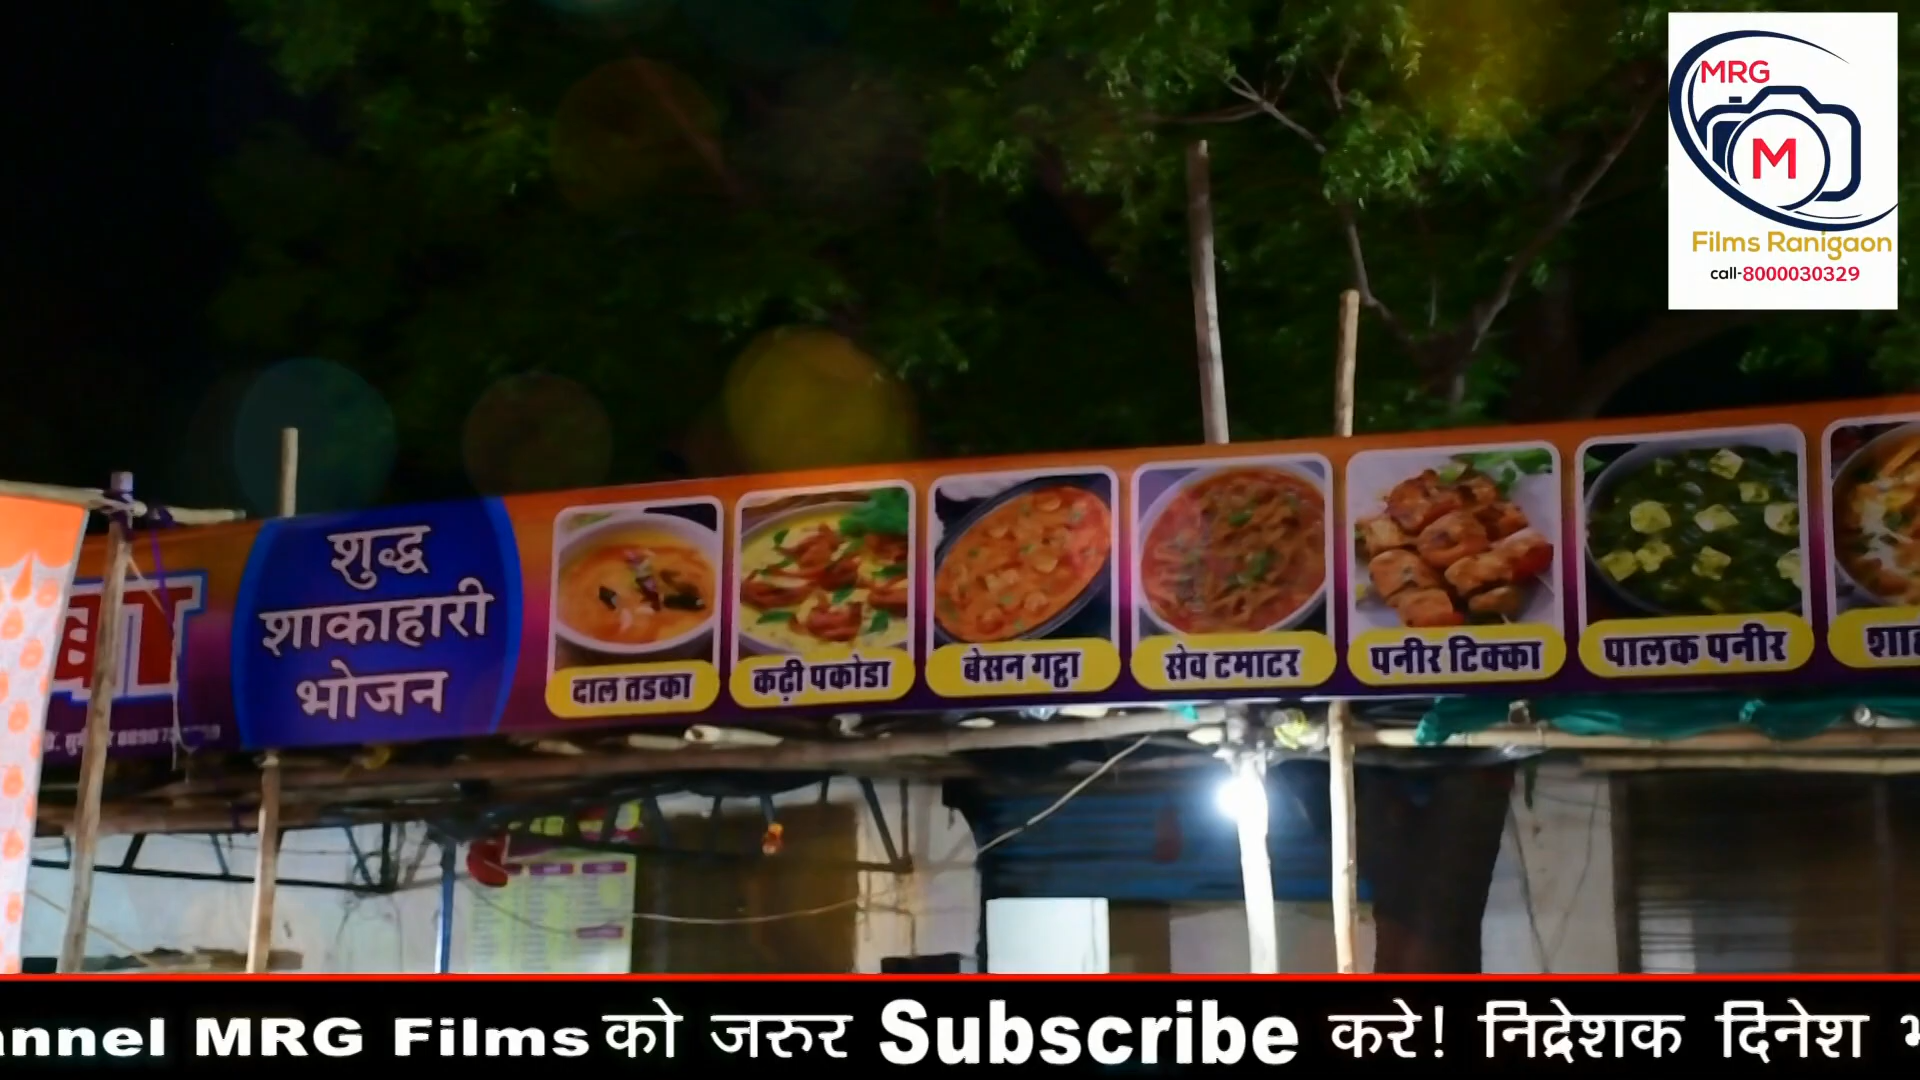 MRG
M
Films Ranigaon
call-8000030329
शुद्ध
शाकाहारी
भोजन
दाल तडका
कढ़ी पकोडा
बेसन गट्टा
सेव टमाटर
पनीर टिक्का
पालक पनीर
MRG Films को जरुर Subscribe करे! निद्रेशक दिनेश